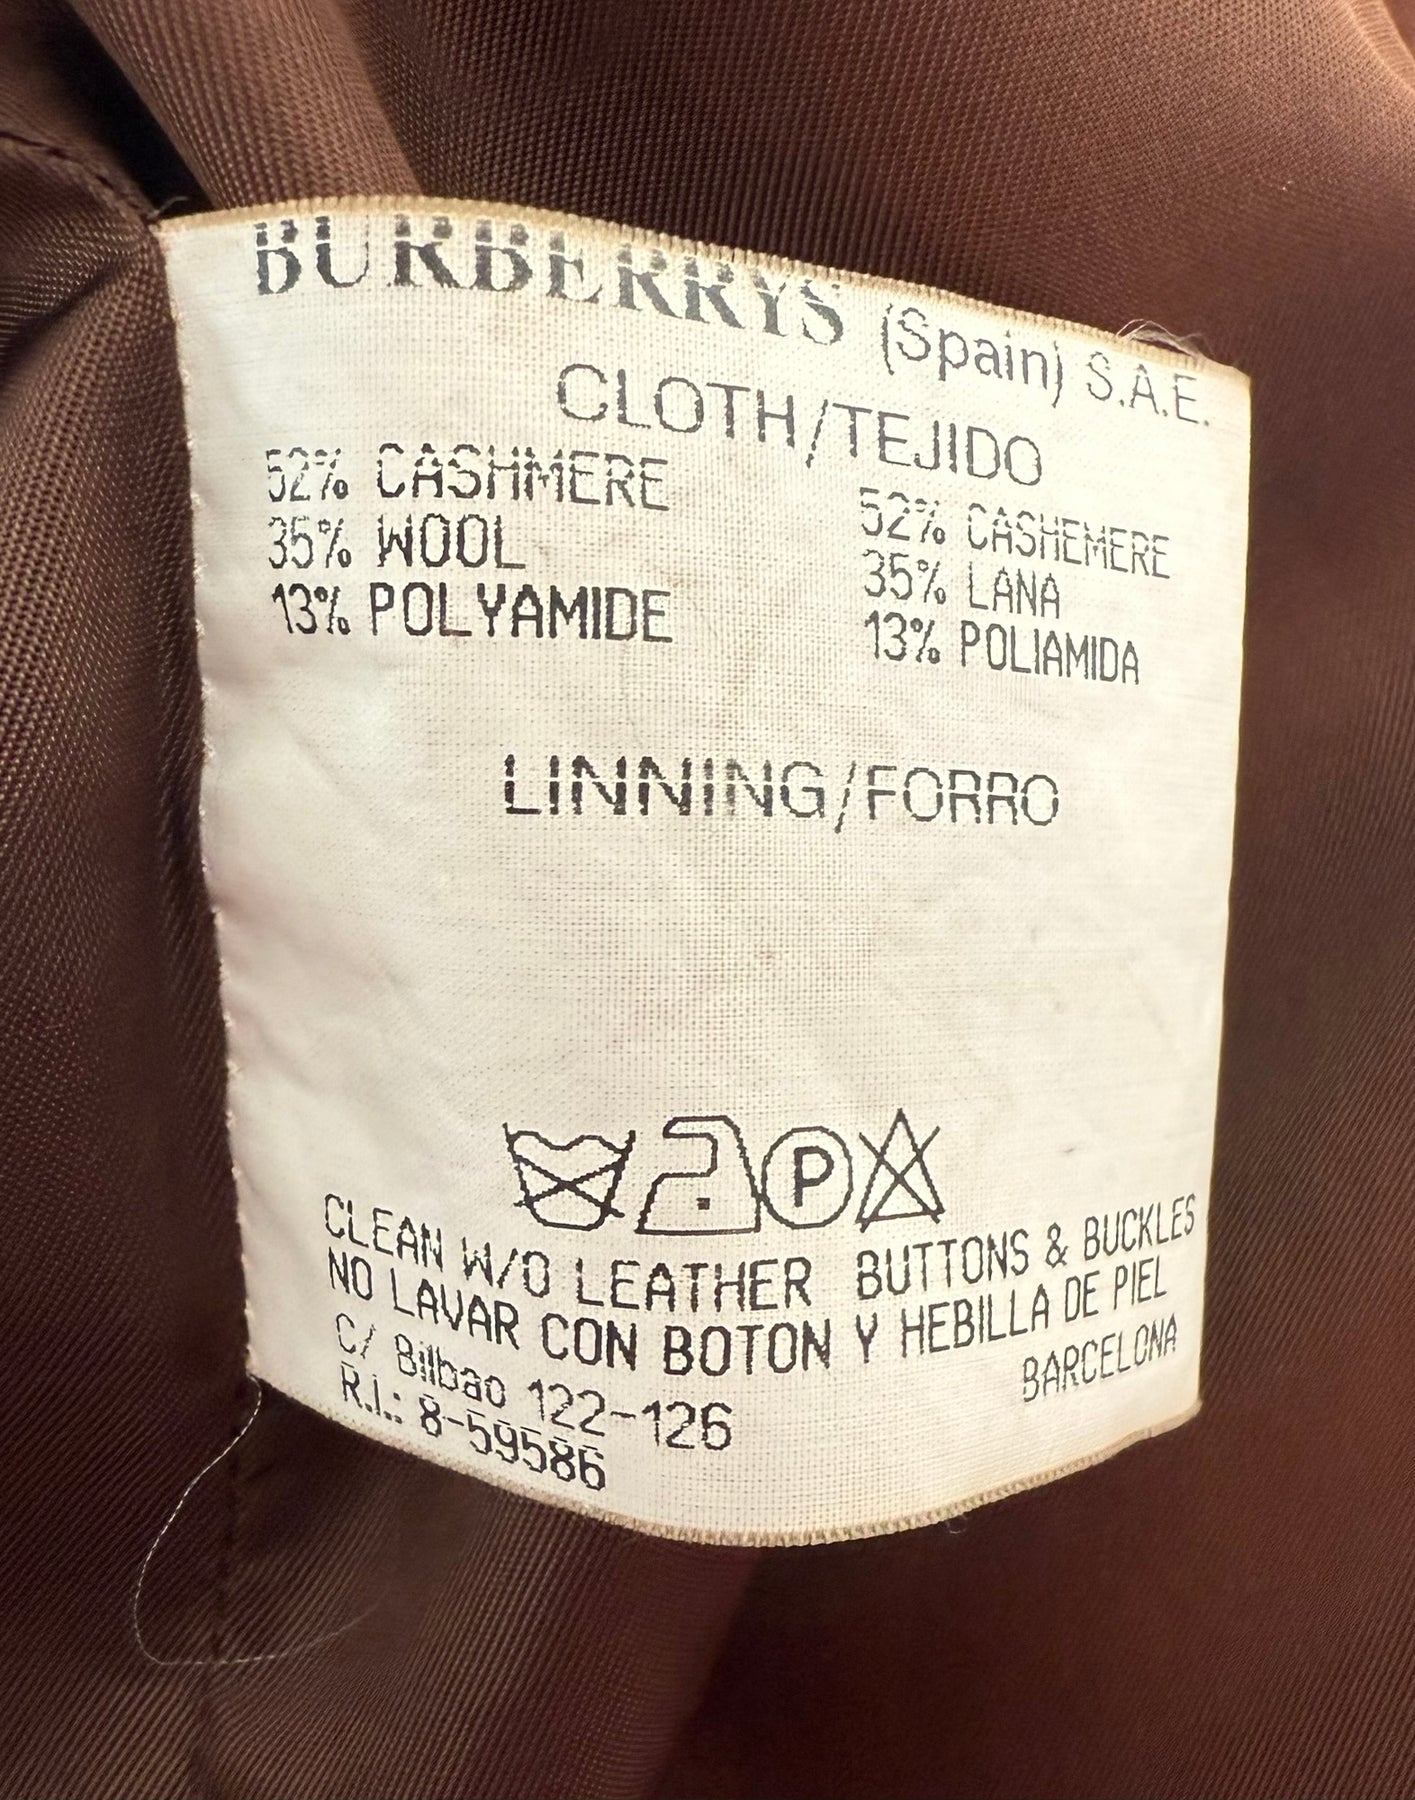 BURBERRYS (Spain) S.A.E.
CLOTH/TEJIDO
52% CASHMERE
35% WOOL
13% POLYAMIDE
52% CASHEMERE
35% LANA
13% POLIAMIDA
LINNING/FORRO
P
CLEAN W/O LEATHER BUTTONS & BUCKLES
NO LAVAR CON BOTON Y HEBILLA DE PIEL
C/ Bilbao 122-126 BARCELONA
R.I.: 8-59586